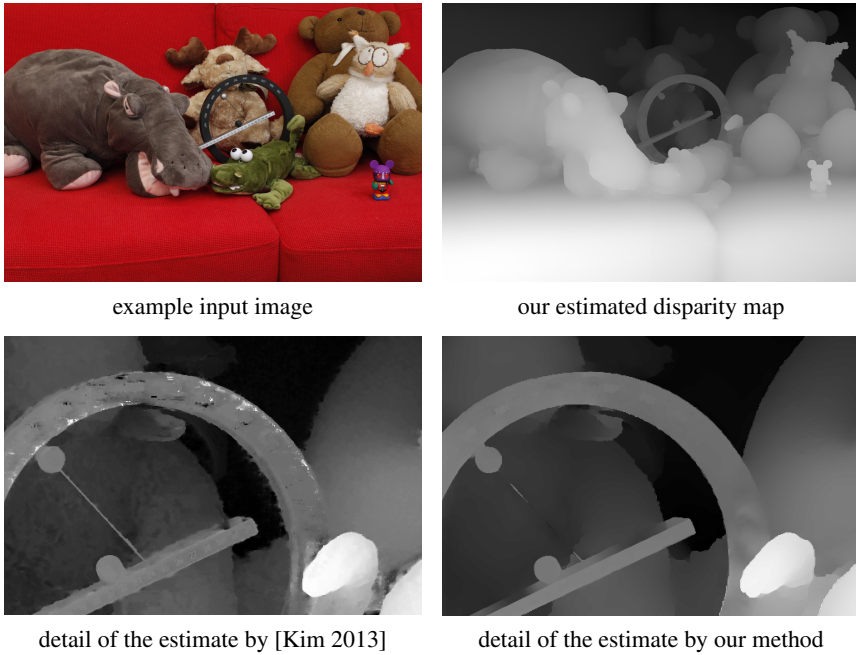 example input image
our estimated disparity map
detail of the estimate by [Kim 2013]
detail of the estimate by our method